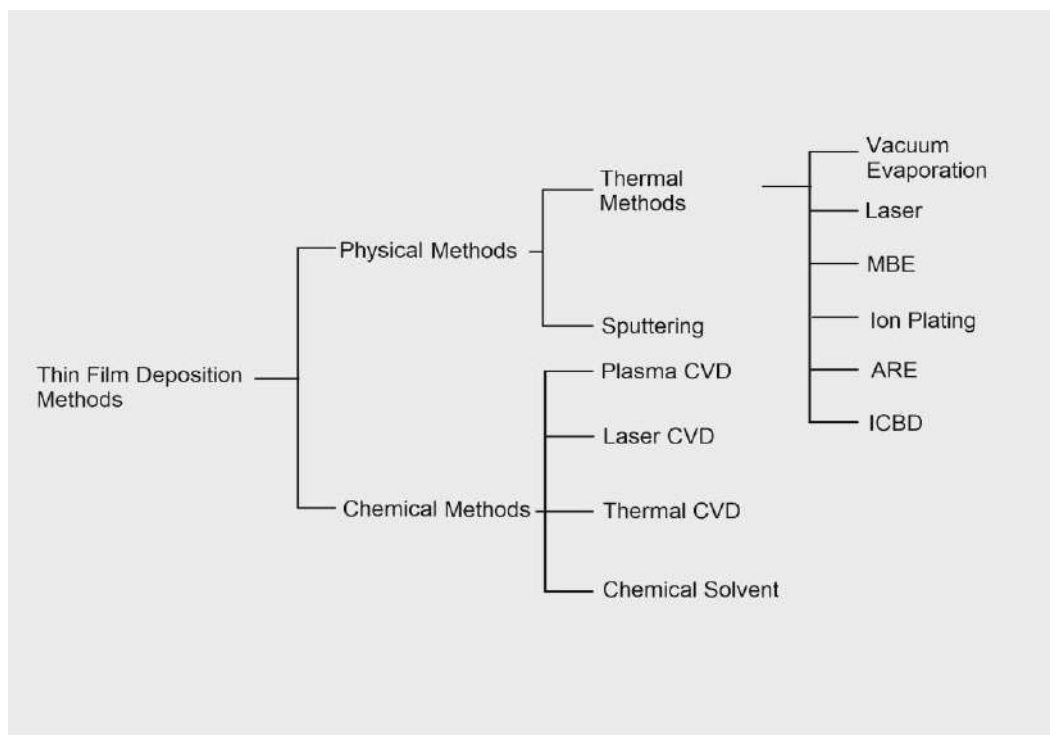 Thin Film Deposition
Methods
Physical Methods
Thermal
Methods
Vacuum
Evaporation
Laser
MBE
Ion Plating
ARE
ICBD
Sputtering
Chemical Methods
Plasma CVD
Laser CVD
Thermal CVD
Chemical Solvent